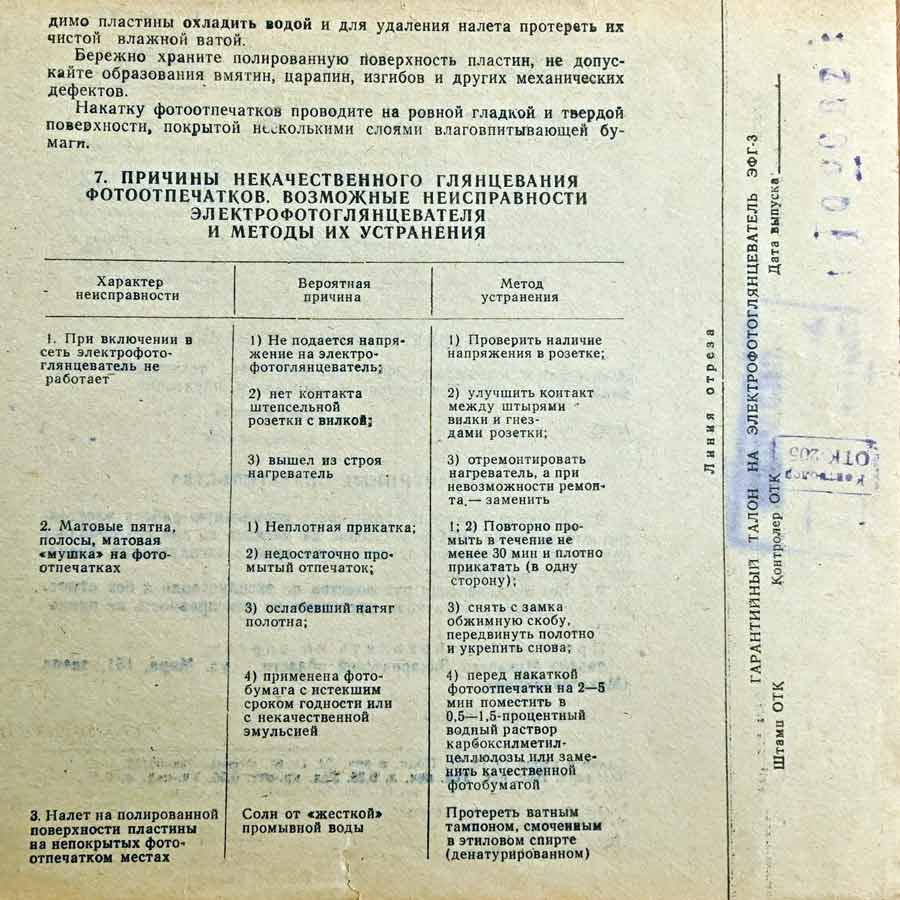 димо пластины охладить водой и для удаления налета протереть их
чистой влажной ватой.
Бережно храните полированную поверхность пластин, не допус-
кайте образования вмятин, царапин, изгибов и других механических
дефектов.
Накатку фотоотпечатков проводите на ровной гладкой и твердой
поверхности, покрытой несколькими слоями влаговпитывающей бу-
маги.
7. ПРИЧИНЫ НЕКАЧЕСТВЕННОГО ГЛЯНЦЕВАНИЯ
ФОТООТПЕЧАТКОВ. ВОЗМОЖНЫЕ НЕИСПРАВНОСТИ
ЭЛЕКТРОФОТОГЛЯНЦЕВАТЕЛЯ
И МЕТОДЫ ИХ УСТРАНЕНИЯ
Характер
неисправности
Вероятная
причина
Метод
устранения
1. При включении в
сеть электрофото-
глянцеватель не
работает
1) Не подается напря-
жение на электро-
фотоглянцеватель;
1) Проверить наличие
напряжения в розетке;
2) нет контакта
штепсельной
розетки с вилкой;
2) улучшить контакт
между штырями
вилки и гнез-
дами розетки;
3) вышел из строя
нагреватель
3) отремонтировать
нагреватель, а при
невозможности ремон-
та — заменить
2. Матовые пятна,
полосы, матовая
«мушка» на фото-
отпечатках
1) Неплотная прикатка;
2) недостаточно про-
мытый отпечаток;
1; 2) Повторно про-
мыть в течение не
менее 30 мин и плотно
прикатать (в одну
сторону);
3) ослабевший натяг
полотна;
3) снять с замка
обжимную скобу,
передвинуть полотно
и укрепить снова;
4) применена фото-
бумага с истекшим
сроком годности или
с некачественной
эмульсией
4) перед накаткой
фотоотпечатки на 2—5
мин поместить в
0,5—1,5-процентный
водный раствор
карбоксилметил-
целлюлозы или заме-
нить качественной
фотобумагой
3. Налет на полированной
поверхности пластины
на непокрытых фото-
отпечатком местах
Соли от «жесткой»
промывной воды
Протереть ватным
тампоном, смоченным
в этиловом спирте
(денатурированном)
Линия отреза
ГАРАНТИЙНЫЙ ТАЛОН НА ЭЛЕКТРОФОТОГЛЯНЦЕВАТЕЛЬ ЭФГ-3
Штамп ОТК
Контролер ОТК
Дата выпуска
Контролер
ОТК 205